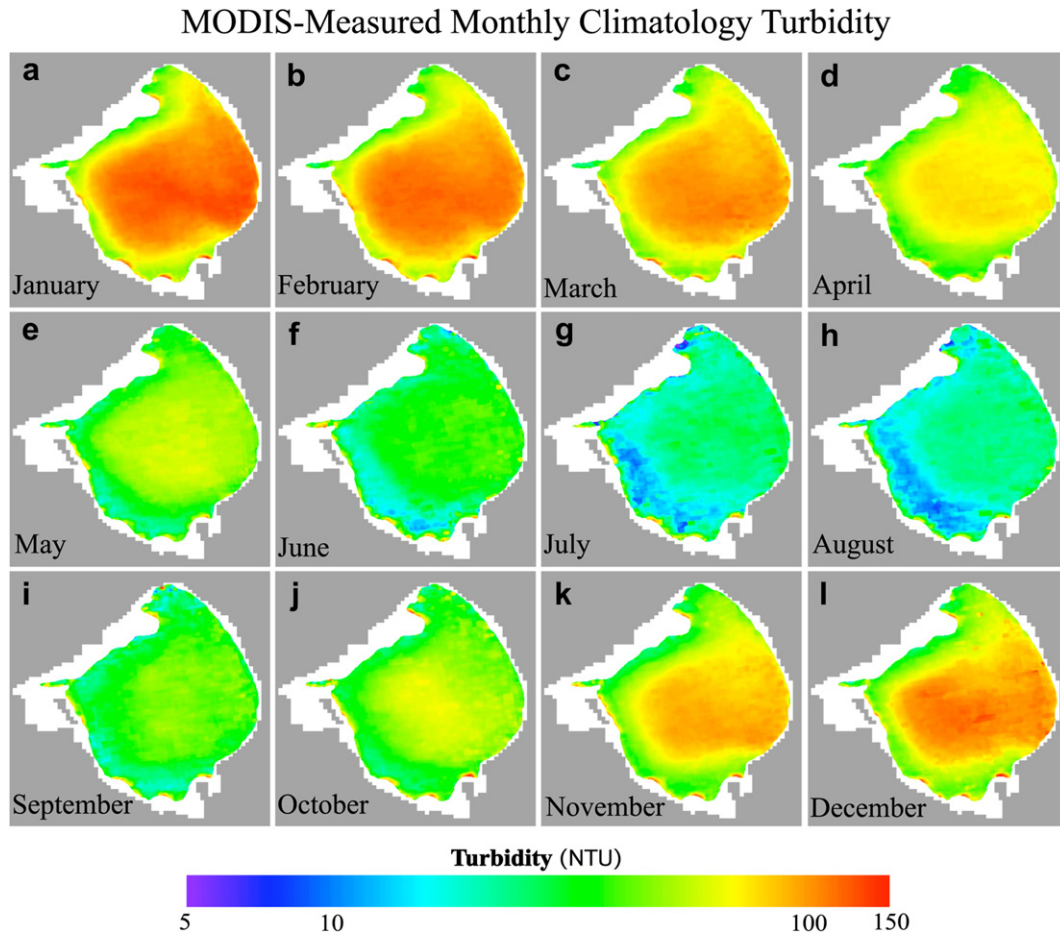 MODIS-Measured Monthly Climatology Turbidity
a b c d
January February March April
e f g h
May June July August
i j k l
September October November December
Turbidity (NTU)
5 10 100 150